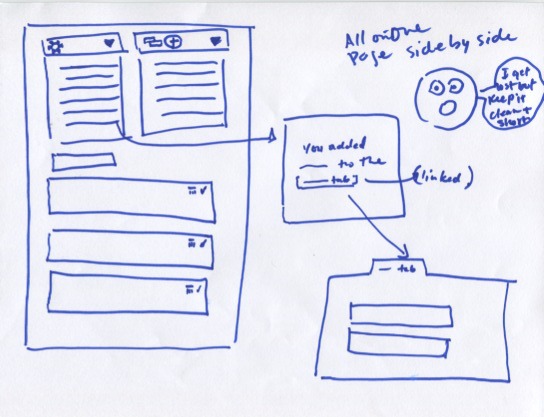 All on one
page side by side
I get
lost but
keep it
clean +
short
You added
— to the
[— tab] (linked)
— tab